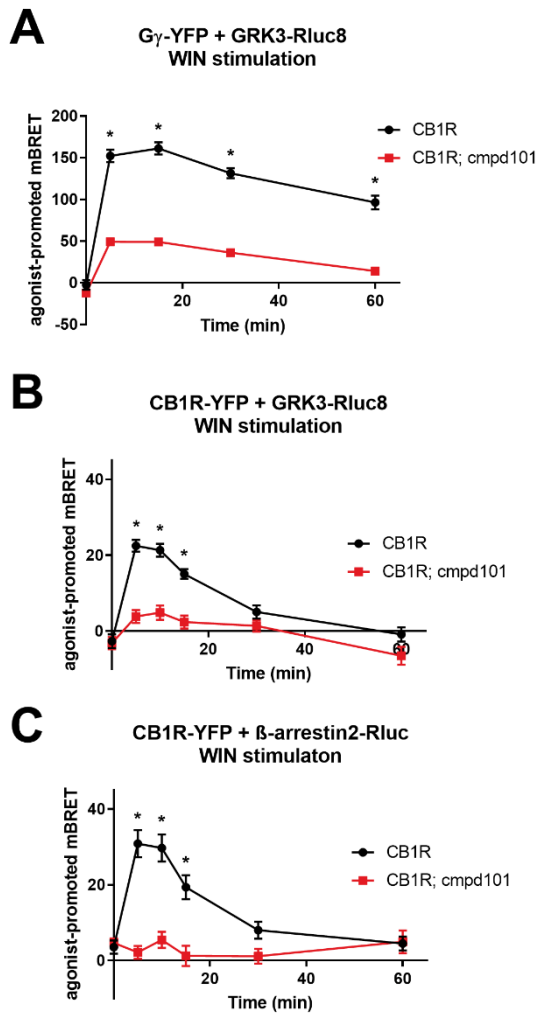 A
Gγ-YFP + GRK3-Rluc8
WIN stimulation
agonist-promoted mBRET
200
150
100
50
0
-50
* * * *
20 40 60
Time (min)
CB1R
CB1R; cmpd101
B
CB1R-YFP + GRK3-Rluc8
WIN stimulation
agonist-promoted mBRET
40
20
0
* * *
20 40 60
Time (min)
CB1R
CB1R; cmpd101
C
CB1R-YFP + ß-arrestin2-Rluc
WIN stimulaton
agonist-promoted mBRET
40
20
0
* * *
20 40 60
Time (min)
CB1R
CB1R; cmpd101